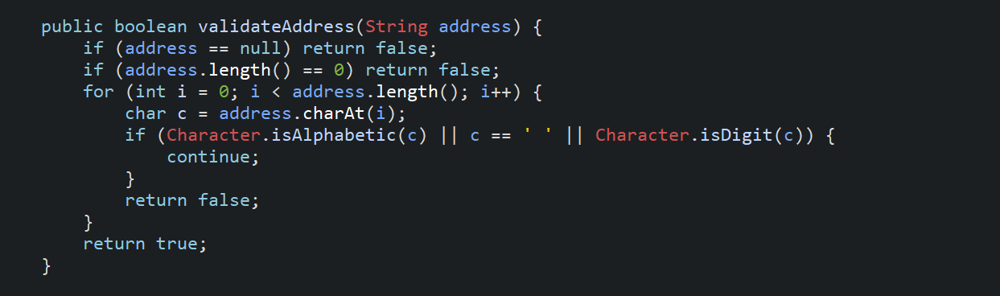 public boolean validateAddress(String address) {
    if (address == null) return false;
    if (address.length() == 0) return false;
    for (int i = 0; i < address.length(); i++) {
        char c = address.charAt(i);
        if (Character.isAlphabetic(c) || c == ' ' || Character.isDigit(c)) {
            continue;
        }
        return false;
    }
    return true;
}